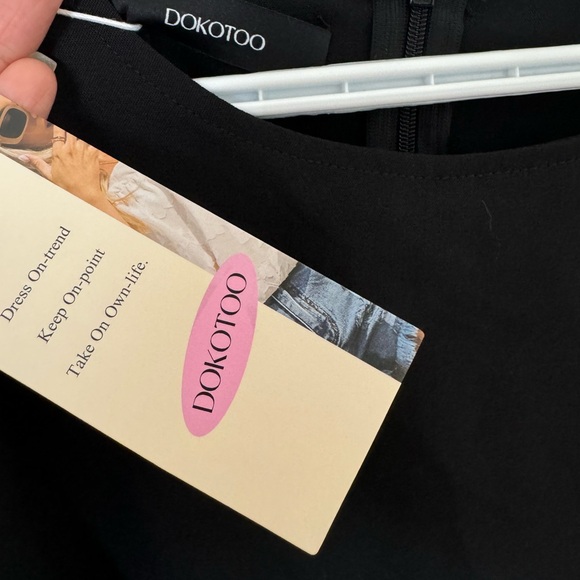 DOKOTOO
Dress On-trend
Keep On-point
Take On Own-life.
DOKOTOO